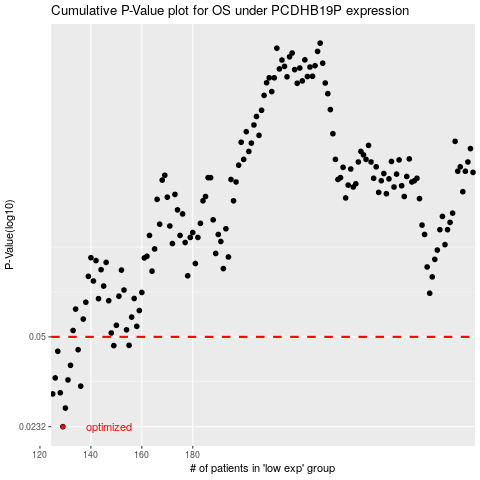 Cumulative P-Value plot for OS under PCDHB19P expression
P-Value(log10)
0.05
0.0232
optimized
120 140 160 180
# of patients in 'low exp' group